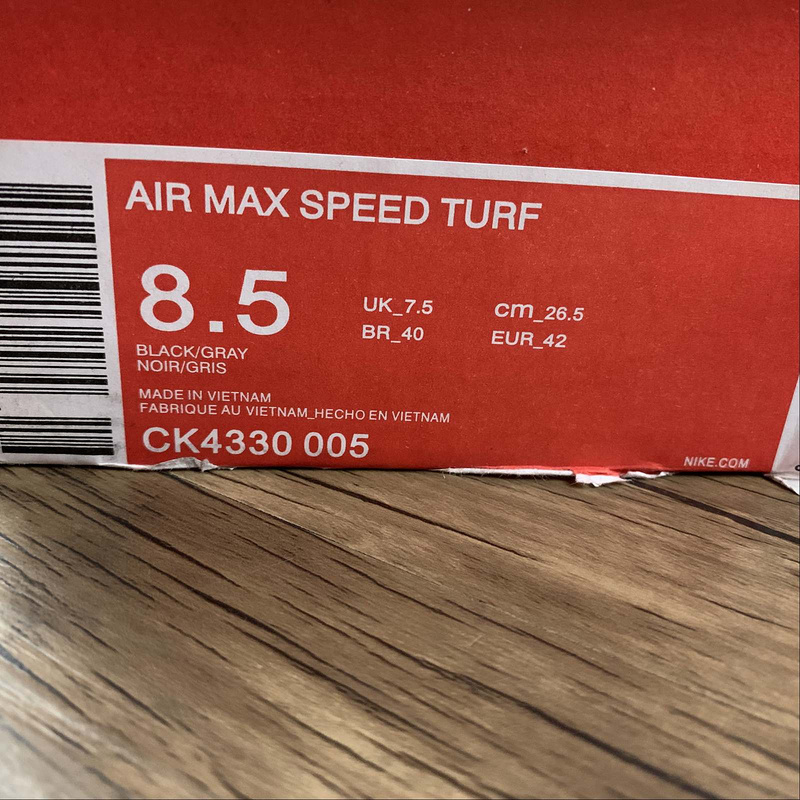 AIR MAX SPEED TURF
8.5
UK_7.5
cm_26.5
BR_40
EUR_42
BLACK/GRAY
NOIR/GRIS
MADE IN VIETNAM
FABRIQUE AU VIETNAM_HECHO EN VIETNAM
CK4330 005
NIKE.COM